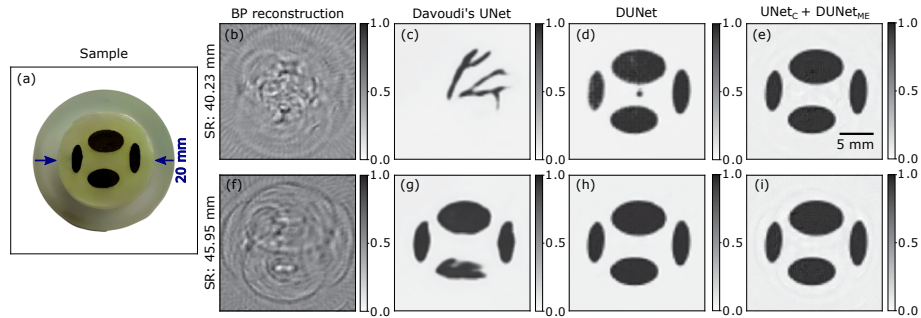 BP reconstruction Davoudi's UNet DUNet UNetC + DUNetME
Sample
(a)
20 mm
SR: 40.23 mm
(b) (c) (d) (e)
1.0 1.0 1.0 1.0
0.5 0.5 0.5 0.5
5 mm
0.0 0.0 0.0 0.0
SR: 45.95 mm
(f) (g) (h) (i)
1.0 1.0 1.0 1.0
0.5 0.5 0.5 0.5
0.0 0.0 0.0 0.0